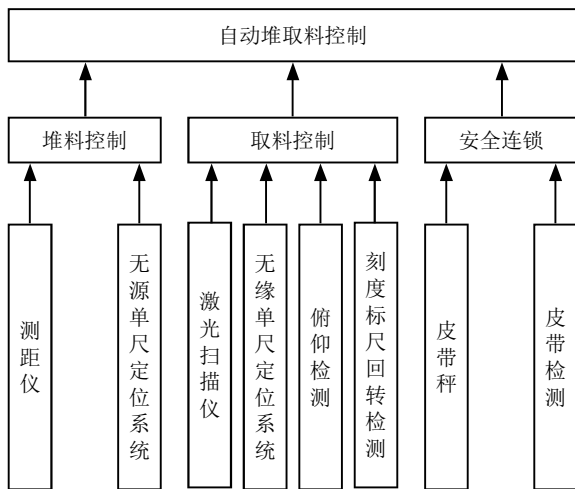 自动堆取料控制
堆料控制
取料控制
安全连锁
测距仪
无源单尺定位系统
激光扫描仪
无缘单尺定位系统
俯仰检测
刻度标尺回转检测
皮带秤
皮带检测